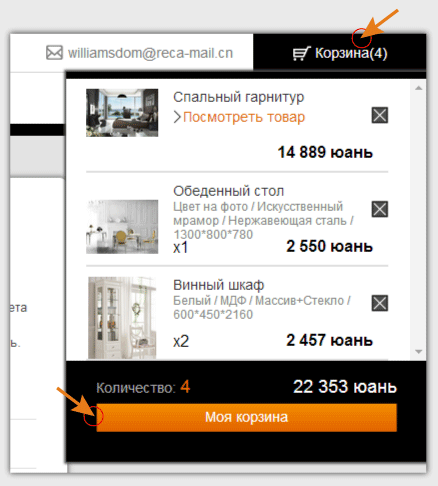 williamsdom@reca-mail.cn
Корзина(4)
Спальный гарнитур
Посмотреть товар
14 889 юань
Обеденный стол
Цвет на фото / Искусственный
мрамор / Нержавеющая сталь /
1300*800*780
x1 2 550 юань
Винный шкаф
Белый / МДФ / Массив+Стекло /
600*450*2160
x2 2 457 юань
ета
ь.
Количество: 4 22 353 юань
Моя корзина